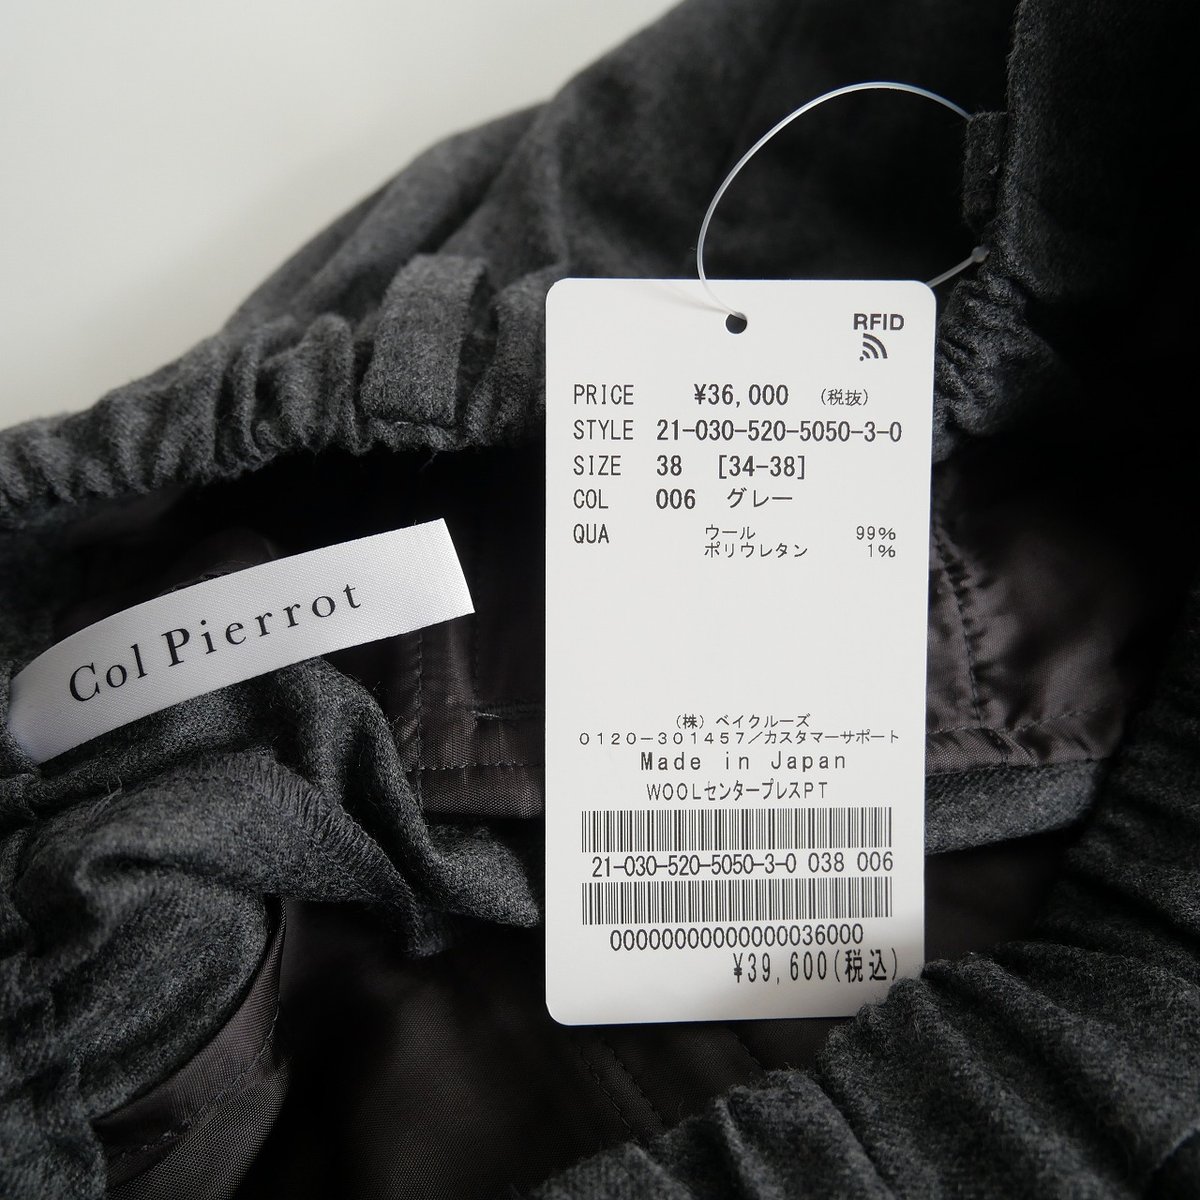 RFID
PRICE ¥36,000 (税抜)
STYLE 21-030-520-5050-3-0
SIZE 38 [34-38]
COL 006 グレー
QUA ウール 99%
ポリウレタン 1%
Col Pierrot
(株) ベイクルーズ
0120-301457/カスタマーサポート
Made in Japan
WOOLセンタープレスPT
21-030-520-5050-3-0 038 006
00000000000000036000
¥39,600(税込)